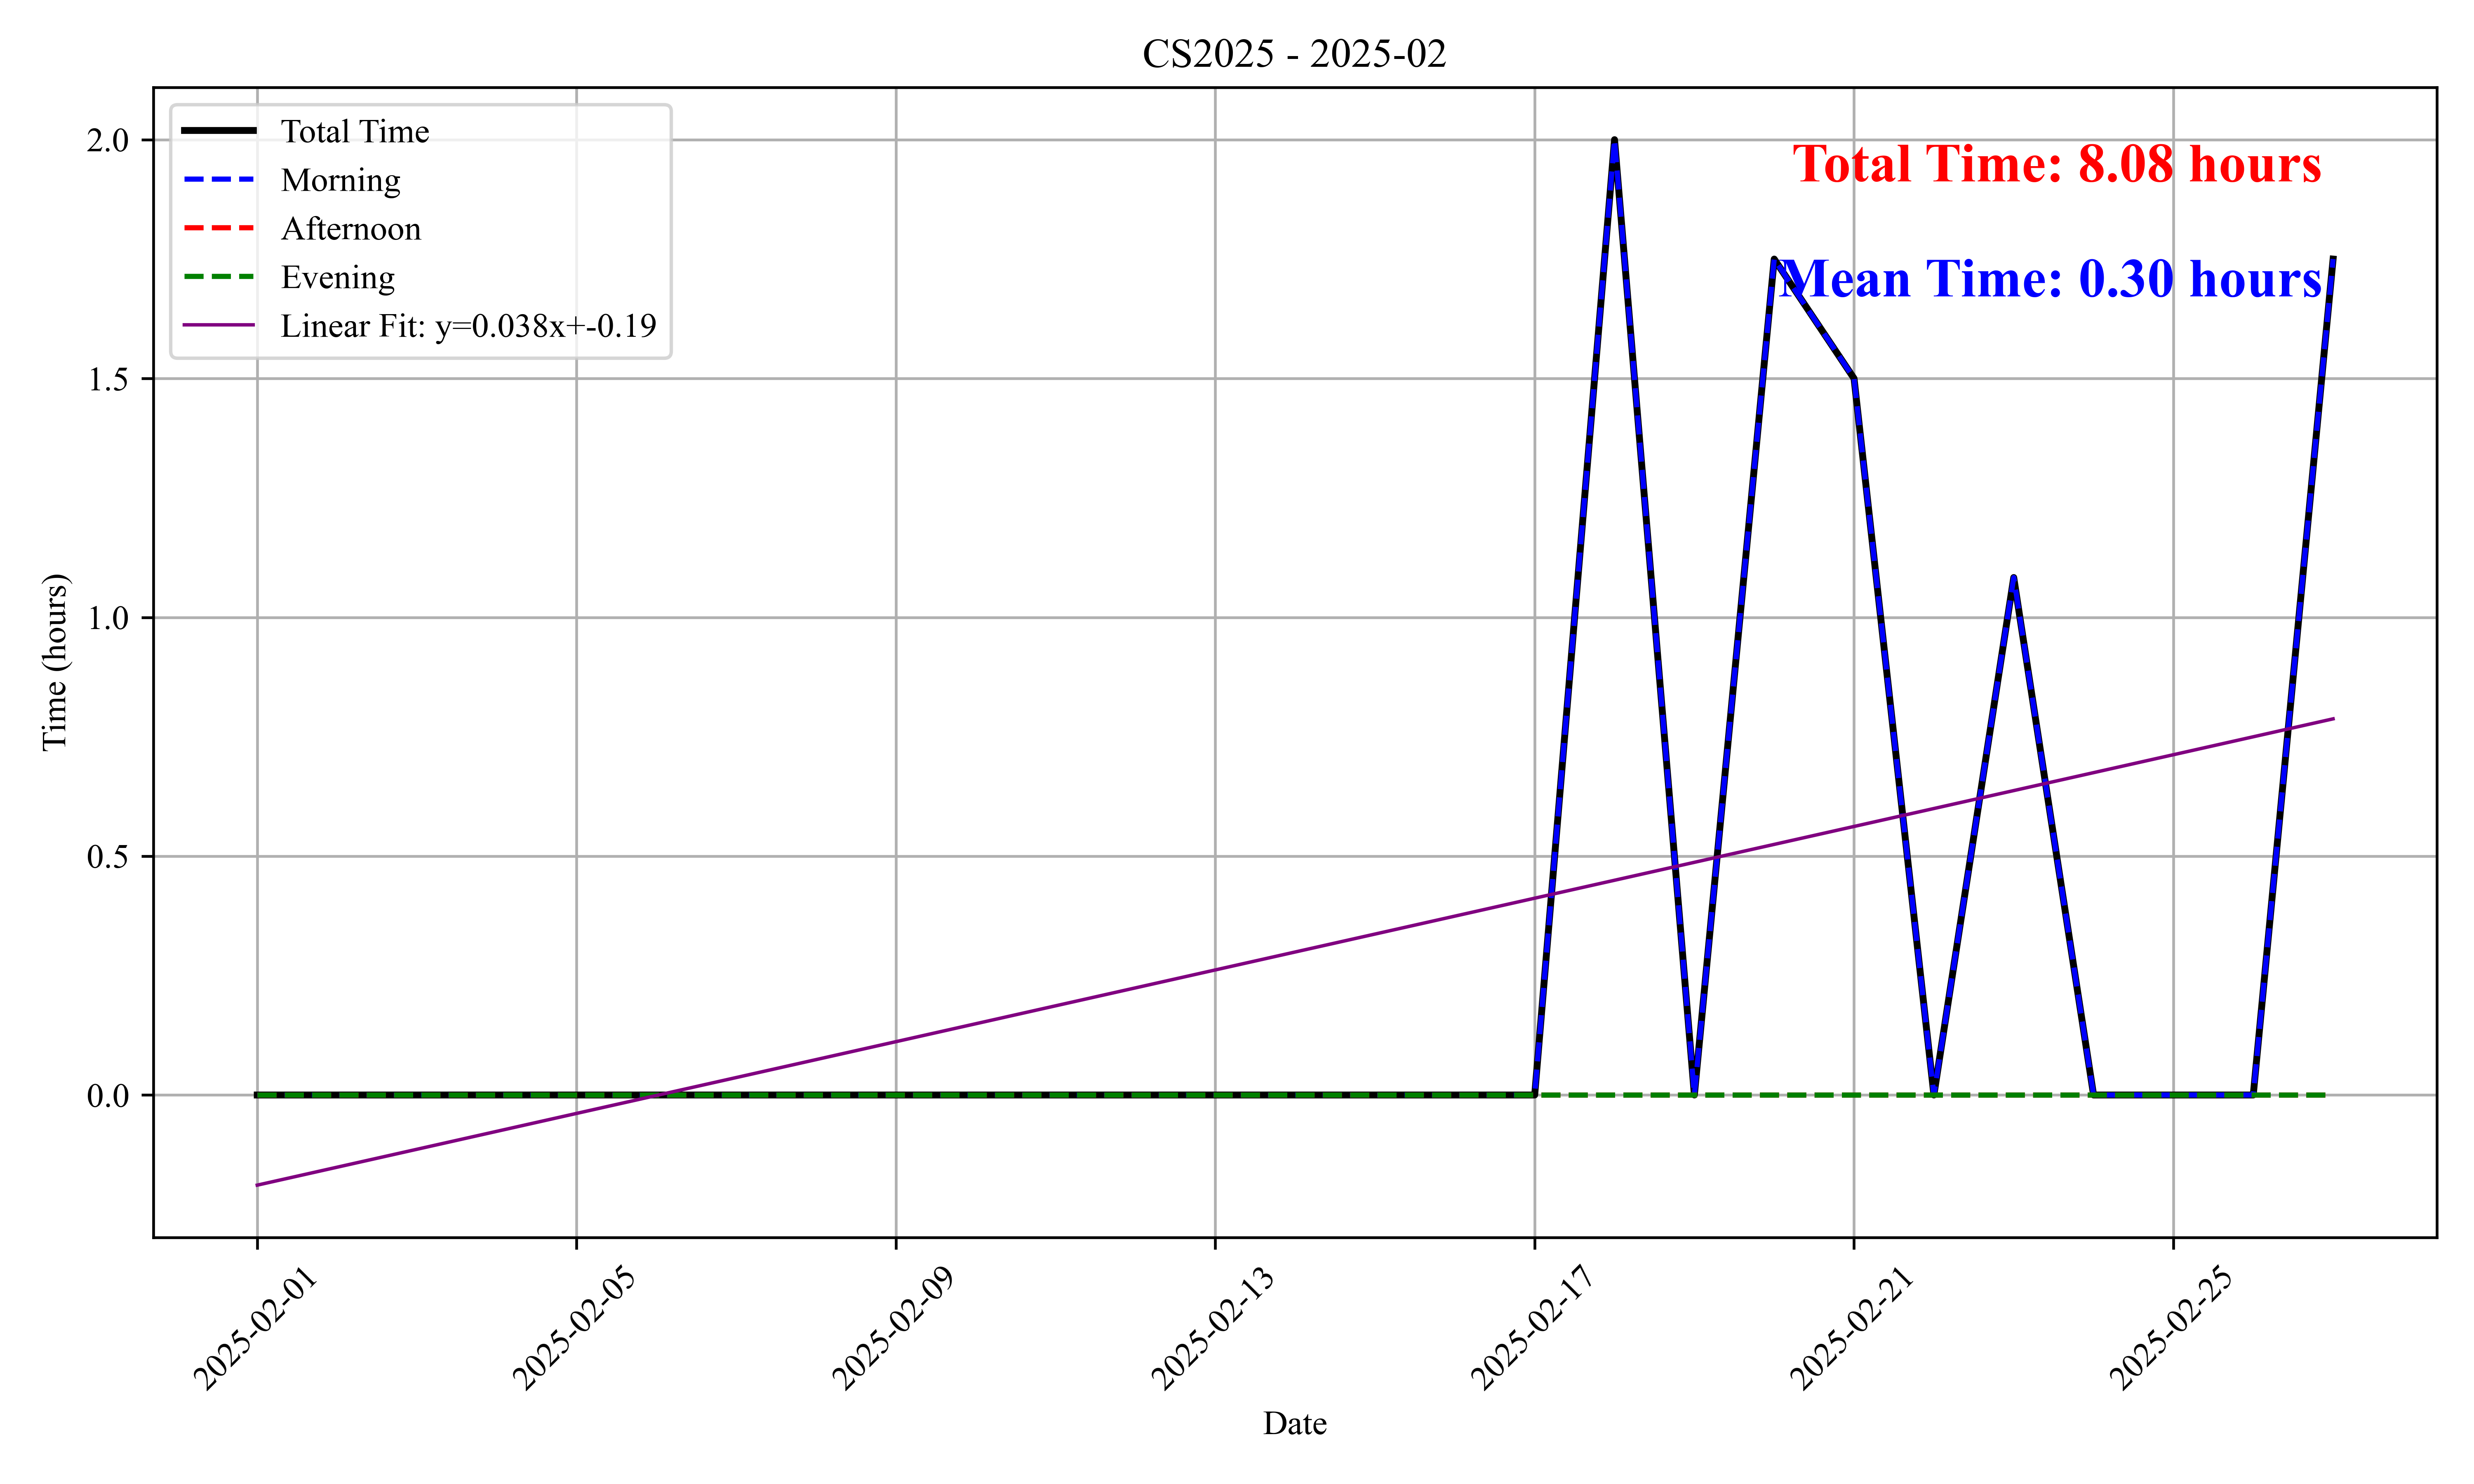 CS2025 - 2025-02
Total Time
Morning
Afternoon
Evening
Linear Fit: y=0.038x+-0.19
Total Time: 8.08 hours
Mean Time: 0.30 hours
2.0
1.5
1.0
0.5
0.0
Time (hours)
2025-02-01
2025-02-05
2025-02-09
2025-02-13
2025-02-17
2025-02-21
2025-02-25
Date